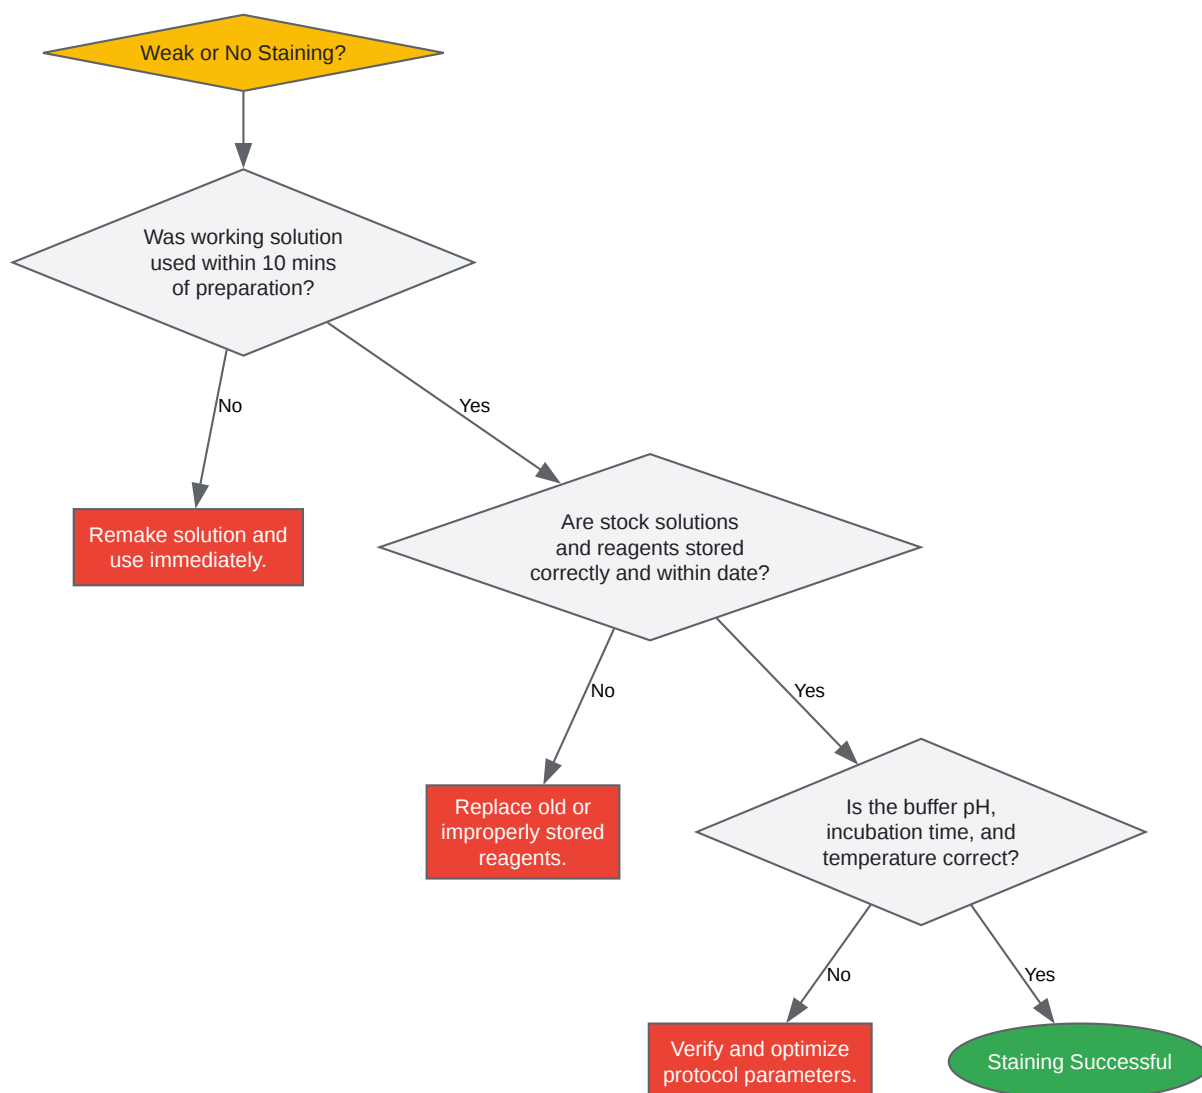 Weak or No Staining?
Was working solution
used within 10 mins
of preparation?
No
Yes
Remake solution and
use immediately.
Are stock solutions
and reagents stored
correctly and within date?
No
Yes
Replace old or
improperly stored
reagents.
Is the buffer pH,
incubation time, and
temperature correct?
No
Yes
Verify and optimize
protocol parameters.
Staining Successful